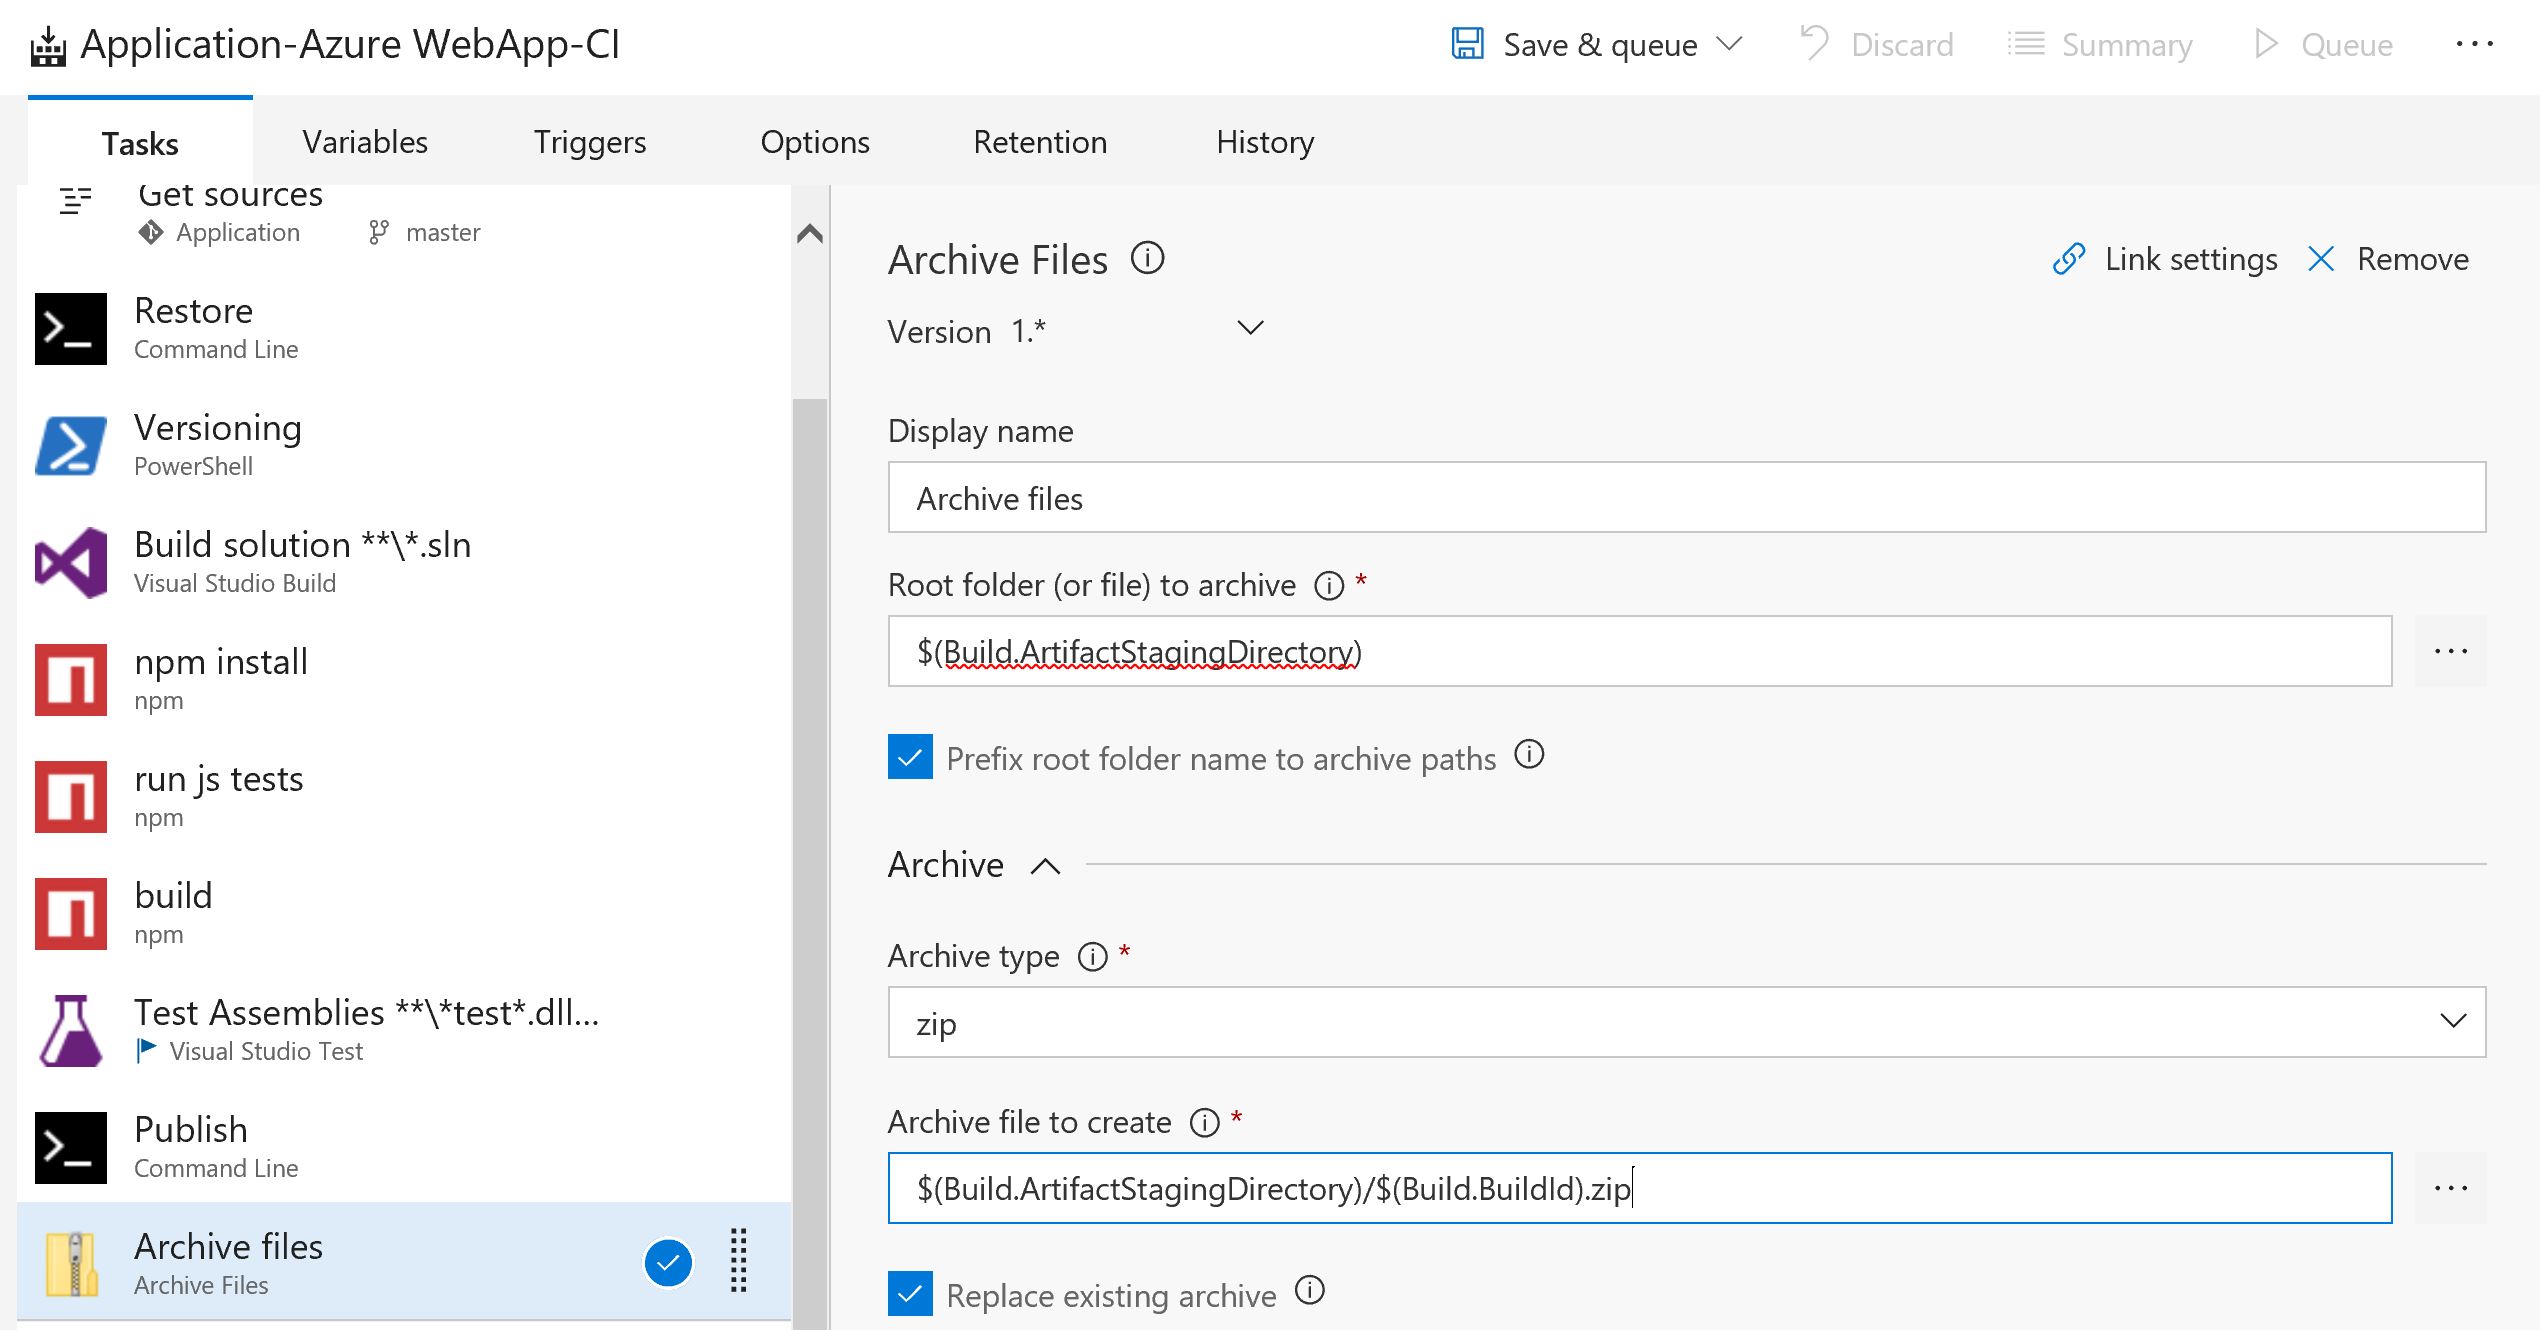 Application-Azure WebApp-CI
Save & queue
Discard
Summary
Queue
Tasks
Variables
Triggers
Options
Retention
History
Get sources
Application
master
Restore
Command Line
Versioning
PowerShell
Build solution **\*.sln
Visual Studio Build
npm install
npm
run js tests
npm
build
npm
Test Assemblies **\*test*.dll...
Visual Studio Test
Publish
Command Line
Archive files
Archive Files
Archive Files
Link settings
Remove
Version 1.*
Display name
Archive files
Root folder (or file) to archive *
$(Build.ArtifactStagingDirectory)
Prefix root folder name to archive paths
Archive
Archive type *
zip
Archive file to create *
$(Build.ArtifactStagingDirectory)/$(Build.BuildId).zip
Replace existing archive